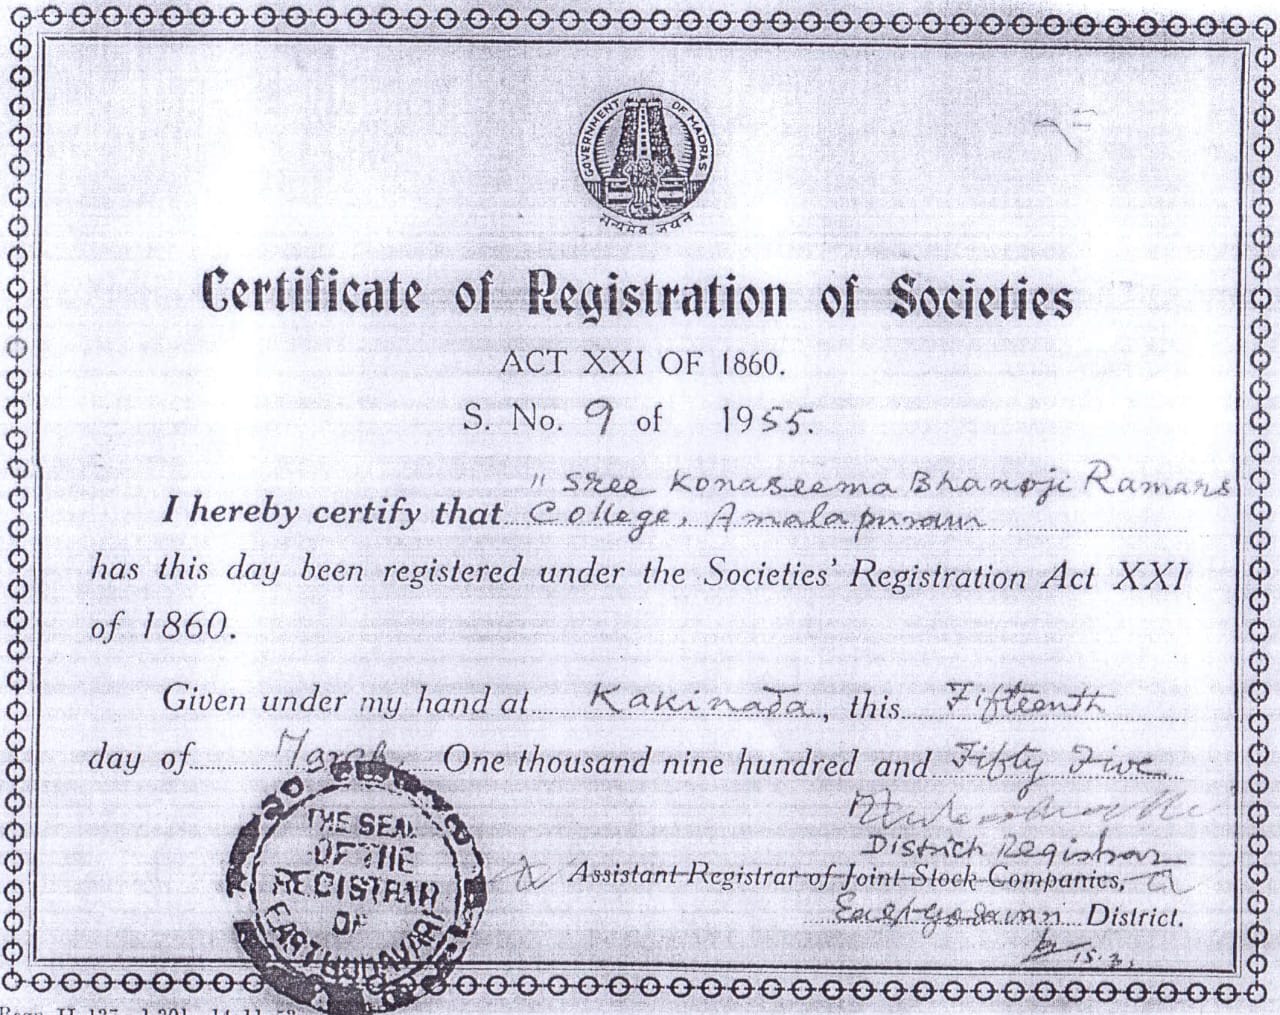 GOVERNMENT OF MADRAS
Certificate of Registration of Societies
ACT XXI OF 1860.
S. No. 9 of 1955.
" Sree Konaseema Bhanoji Ramars
I hereby certify that College, Amalapuram
has this day been registered under the Societies' Registration Act XXI
of 1860.
Given under my hand at Kakinada, this Fifteenth
day of March One thousand nine hundred and Fifty Five
District Registrar
Assistant Registrar of Joint Stock Companies,
East Godavari District.
15.3.
THE SEAL
OF THE
REGISTRAR
OF
EAST GODAVARI